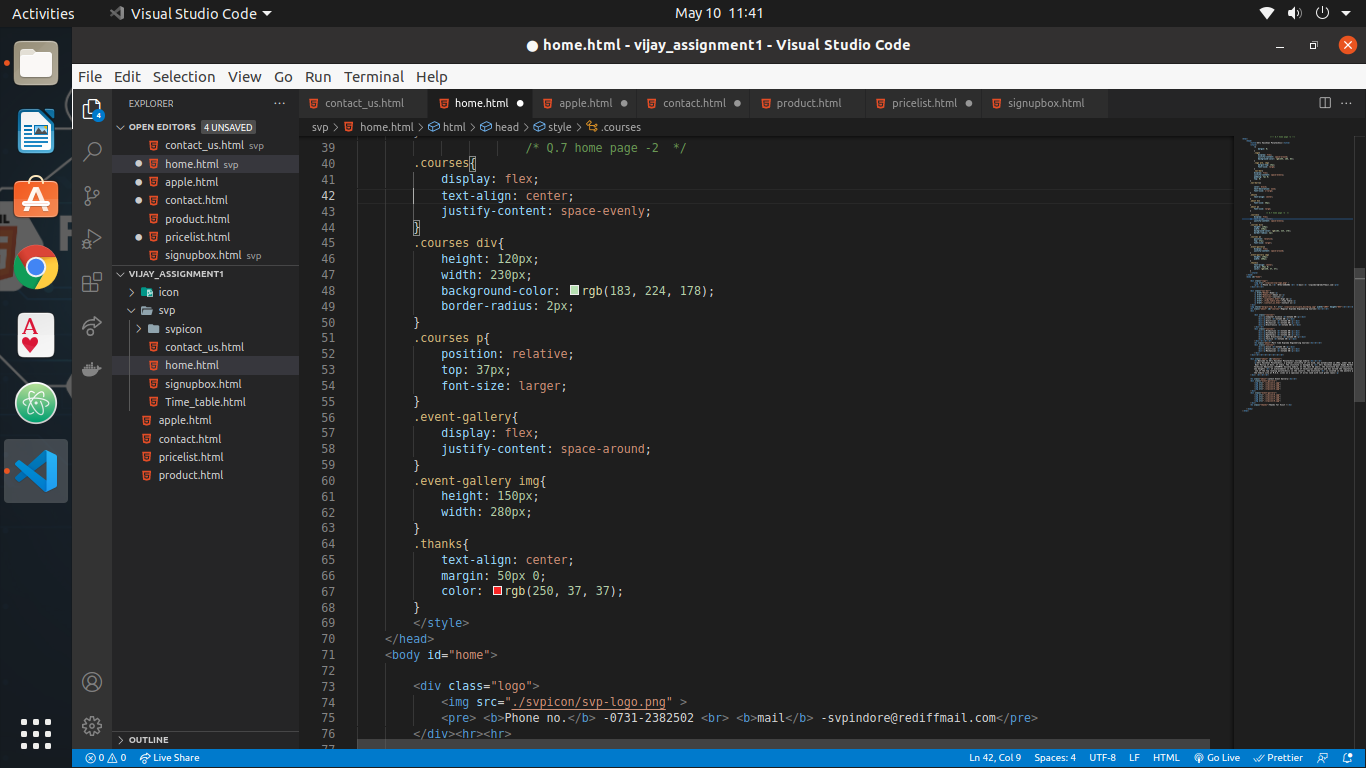 Activities Visual Studio Code May 10 11:41
● home.html - vijay_assignment1 - Visual Studio Code
File Edit Selection View Go Run Terminal Help
EXPLORER ···
contact_us.html home.html ● apple.html ● contact.html ● product.html pricelist.html ● signupbox.html ···
OPEN EDITORS 4 UNSAVED
contact_us.html svp
home.html svp
apple.html
contact.html
product.html
pricelist.html
signupbox.html svp
VIJAY_ASSIGNMENT1
icon
svp
svpicon
contact_us.html
home.html
signupbox.html
Time_table.html
apple.html
contact.html
pricelist.html
product.html
OUTLINE
4
svp > home.html > html > head > style > .courses
39 /* Q.7 home page -2 */
40 .courses{
41 display: flex;
42 text-align: center;
43 justify-content: space-evenly;
44 }
45 .courses div{
46 height: 120px;
47 width: 230px;
48 background-color: rgb(183, 224, 178);
49 border-radius: 2px;
50 }
51 .courses p{
52 position: relative;
53 top: 37px;
54 font-size: larger;
55 }
56 .event-gallery{
57 display: flex;
58 justify-content: space-around;
59 }
60 .event-gallery img{
61 height: 150px;
62 width: 280px;
63 }
64 .thanks{
65 text-align: center;
66 margin: 50px 0;
67 color: rgb(250, 37, 37);
68 }
69 </style>
70 </head>
71 <body id="home">
72
73 <div class="logo">
74 <img src="./svpicon/svp-logo.png" >
75 <pre> <b>Phone no.</b> -0731-2382502 <br> <b>mail</b> -svpindore@rediffmail.com</pre>
76 </div><hr><hr>
77
0 0 Live Share Ln 42, Col 9 Spaces: 4 UTF-8 LF HTML Go Live Prettier